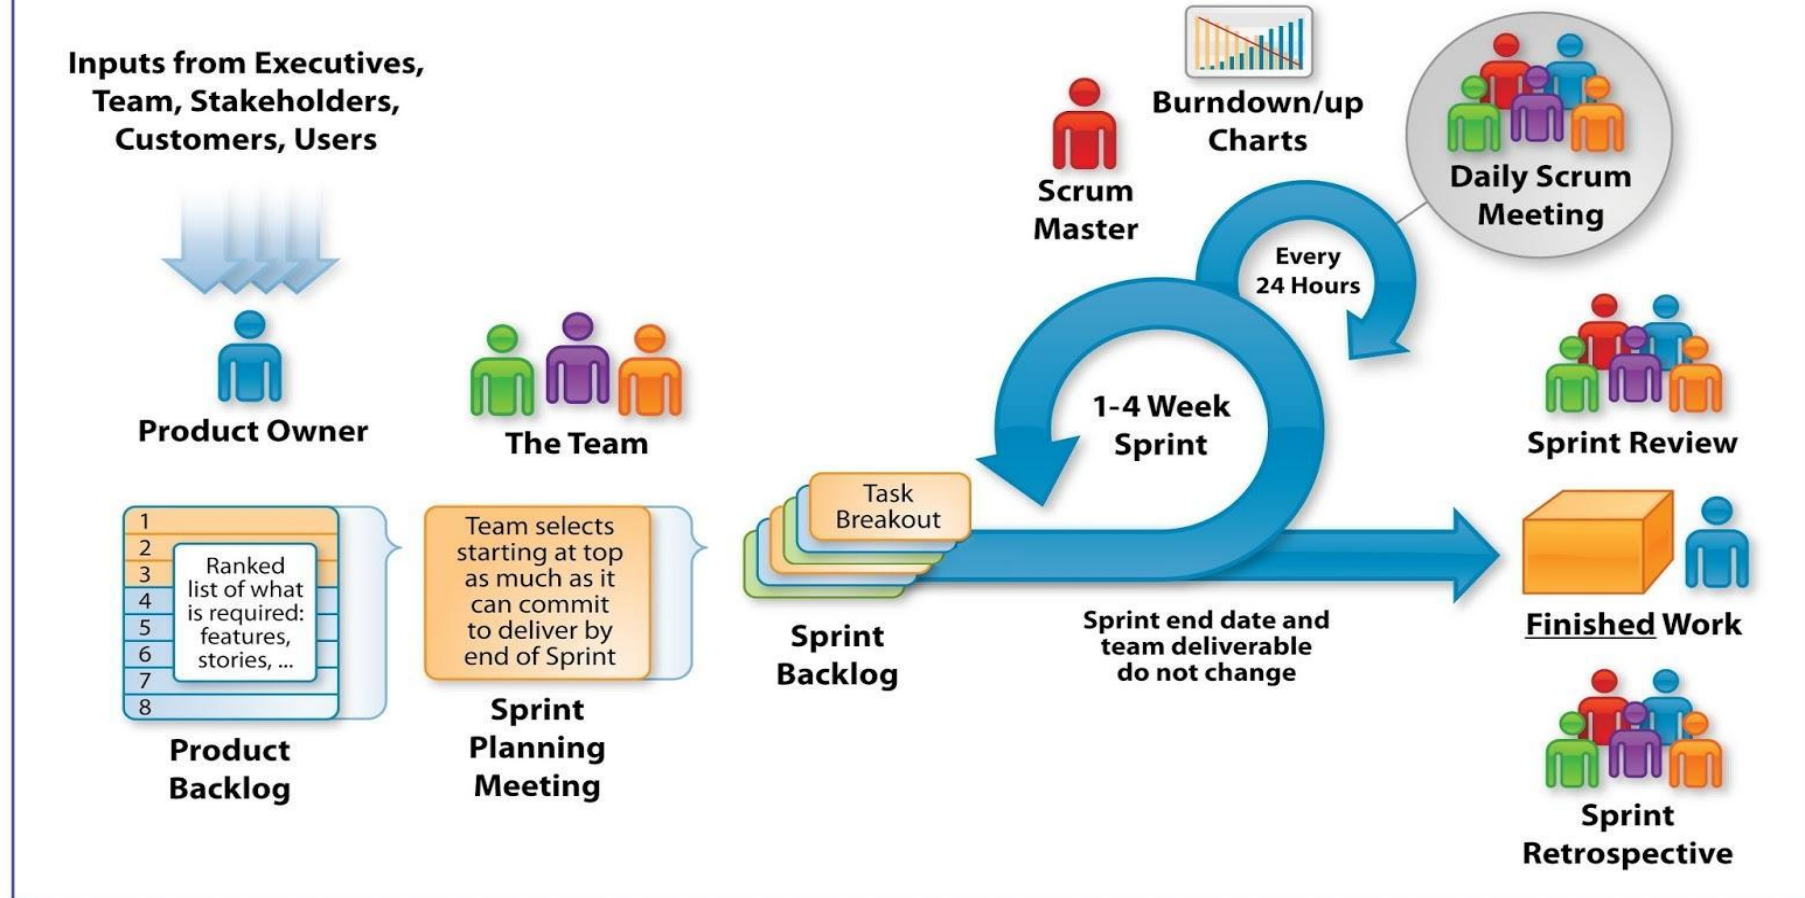 Inputs from Executives,
Team, Stakeholders,
Customers, Users
Product Owner
The Team
1
2
3
4
5
6
7
8
Ranked
list of what
is required:
features,
stories, ...
Product
Backlog
Team selects
starting at top
as much as it
can commit
to deliver by
end of Sprint
Sprint
Planning
Meeting
Task
Breakout
Sprint
Backlog
Scrum
Master
Burndown/up
Charts
Daily Scrum
Meeting
Every
24 Hours
1-4 Week
Sprint
Sprint end date and
team deliverable
do not change
Sprint Review
Finished Work
Sprint
Retrospective